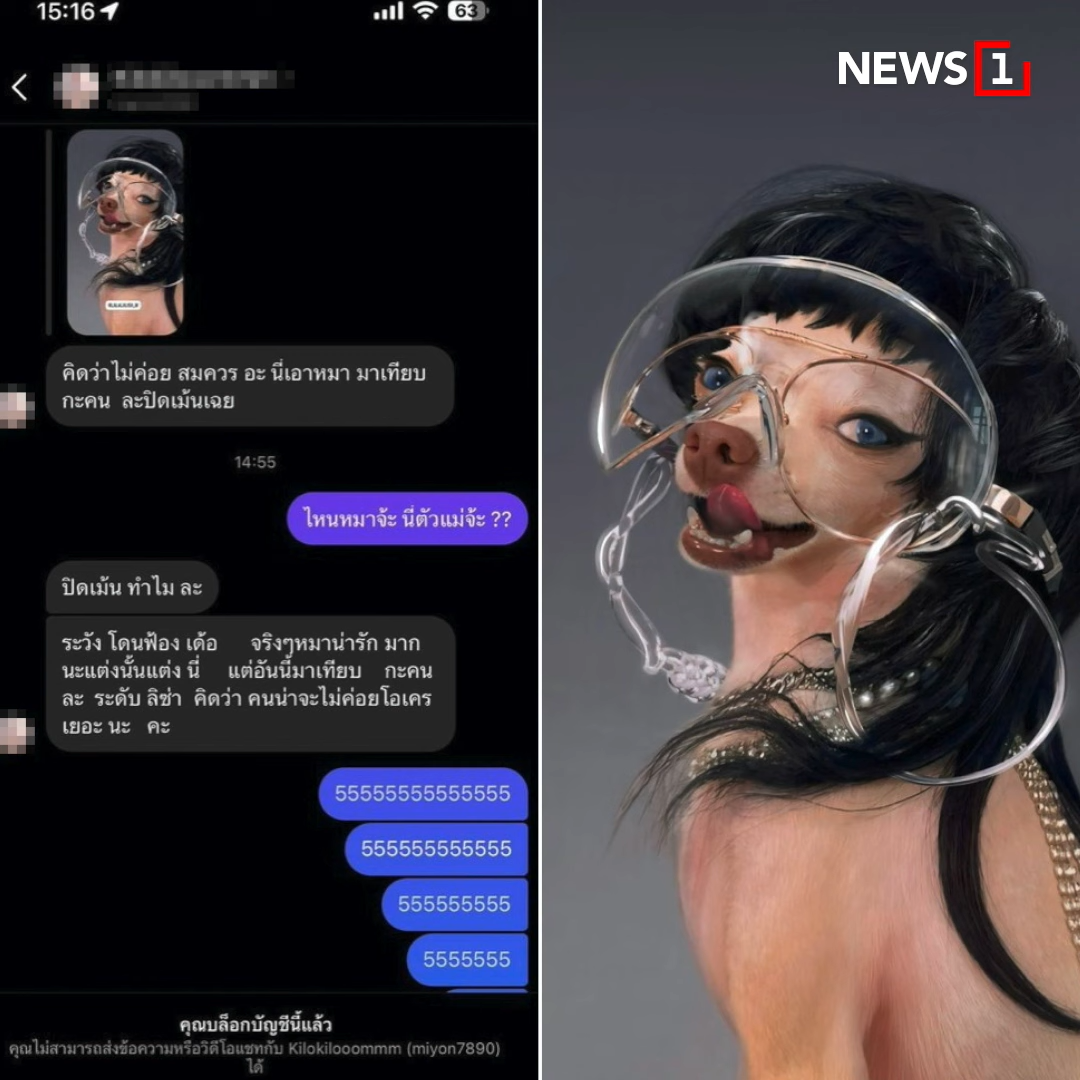 15:16
63
NEWS 1
คิดว่าไม่ค่อย สมควร อะ นี่เอาหมา มาเทียบ
กะคน ละปิดเม้นเฉย
14:55
ไหนหมาจ้ะ นี่ตัวแม่จ้ะ ??
ปิดเม้น ทำไม ละ
ระวัง โดนฟ้อง เด้อ จริงๆหมาน่ารัก มาก
นะแต่งนั้นแต่ง นี่ แต่อันนี้มาเทียบ กะคน
ละ ระดับ ลิซ่า คิดว่า คนน่าจะไม่ค่อยโอเคร
เยอะ นะ คะ
55555555555555
555555555555
555555555
5555555
คุณบล็อกบัญชีนี้แล้ว
คุณไม่สามารถส่งข้อความหรือวิดีโอแชทกับ Kilokilooommm (miyon7890)
ได้